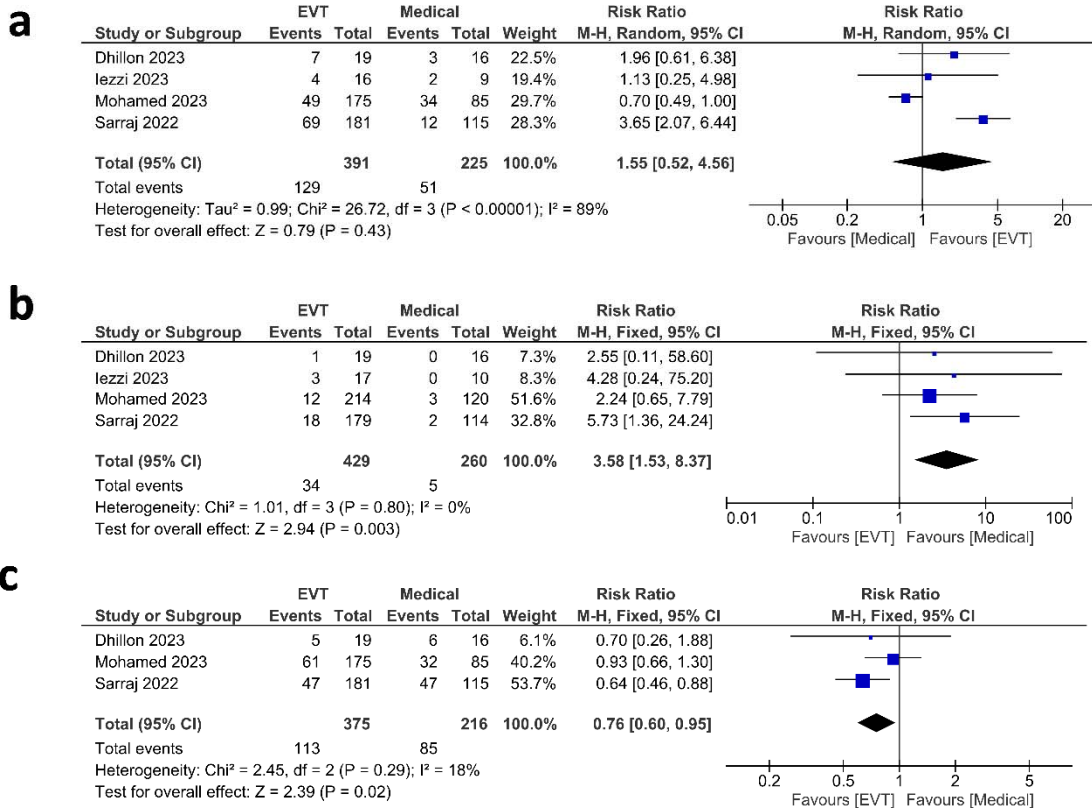 a
EVT Medical Risk Ratio Risk Ratio
Study or Subgroup Events Total Events Total Weight M-H, Random, 95% CI M-H, Random, 95% CI
Dhillon 2023 7 19 3 16 22.5% 1.96 [0.61, 6.38]
Iezzi 2023 4 16 2 9 19.4% 1.13 [0.25, 4.98]
Mohamed 2023 49 175 34 85 29.7% 0.70 [0.49, 1.00]
Sarraj 2022 69 181 12 115 28.3% 3.65 [2.07, 6.44]
Total (95% CI) 391 225 100.0% 1.55 [0.52, 4.56]
Total events 129 51
Heterogeneity: Tau² = 0.99; Chi² = 26.72, df = 3 (P < 0.00001); I² = 89%
Test for overall effect: Z = 0.79 (P = 0.43)
0.05 0.2 1 5 20
Favours [Medical] Favours [EVT]
b
EVT Medical Risk Ratio Risk Ratio
Study or Subgroup Events Total Events Total Weight M-H, Fixed, 95% CI M-H, Fixed, 95% CI
Dhillon 2023 1 19 0 16 7.3% 2.55 [0.11, 58.60]
Iezzi 2023 3 17 0 10 8.3% 4.28 [0.24, 75.20]
Mohamed 2023 12 214 3 120 51.6% 2.24 [0.65, 7.79]
Sarraj 2022 18 179 2 114 32.8% 5.73 [1.36, 24.24]
Total (95% CI) 429 260 100.0% 3.58 [1.53, 8.37]
Total events 34 5
Heterogeneity: Chi² = 1.01, df = 3 (P = 0.80); I² = 0%
Test for overall effect: Z = 2.94 (P = 0.003)
0.01 0.1 1 10 100
Favours [EVT] Favours [Medical]
c
EVT Medical Risk Ratio Risk Ratio
Study or Subgroup Events Total Events Total Weight M-H, Fixed, 95% CI M-H, Fixed, 95% CI
Dhillon 2023 5 19 6 16 6.1% 0.70 [0.26, 1.88]
Mohamed 2023 61 175 32 85 40.2% 0.93 [0.66, 1.30]
Sarraj 2022 47 181 47 115 53.7% 0.64 [0.46, 0.88]
Total (95% CI) 375 216 100.0% 0.76 [0.60, 0.95]
Total events 113 85
Heterogeneity: Chi² = 2.45, df = 2 (P = 0.29); I² = 18%
Test for overall effect: Z = 2.39 (P = 0.02)
0.2 0.5 1 2 5
Favours [EVT] Favours [Medical]